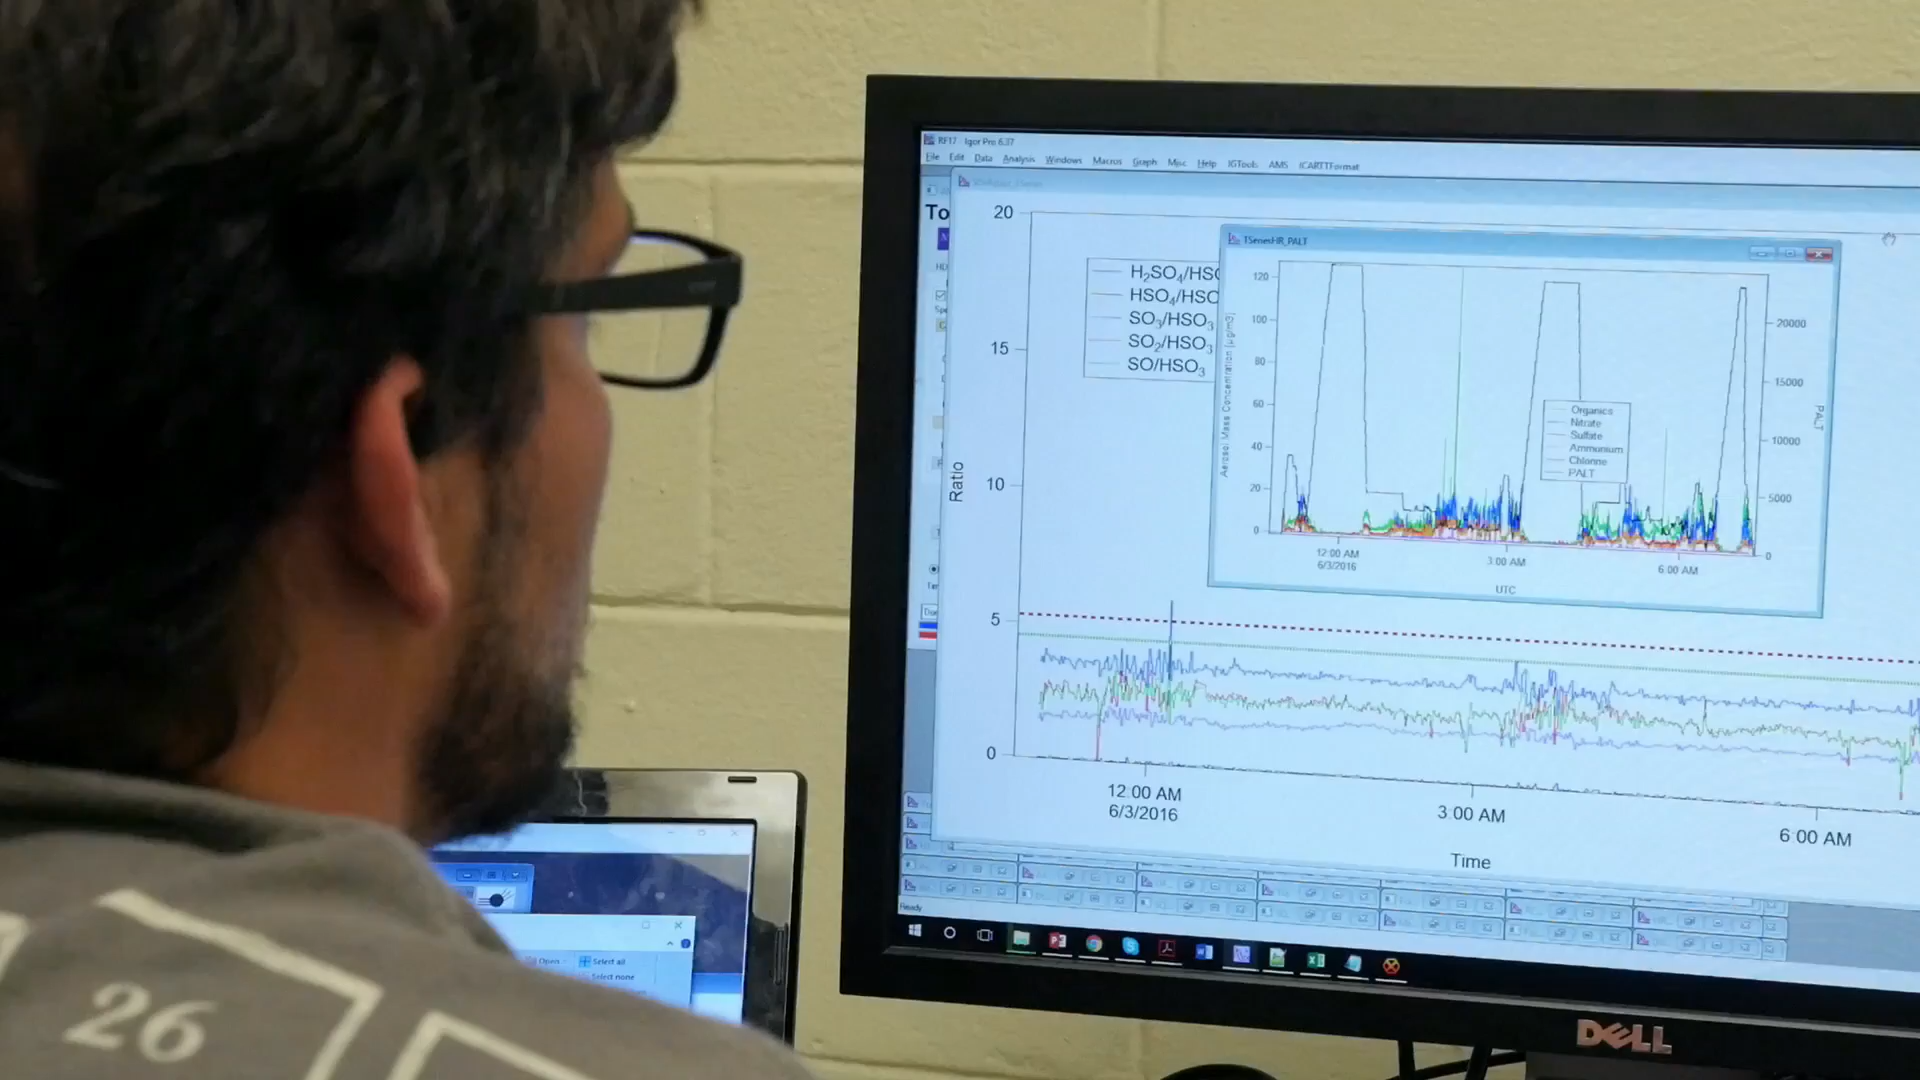 RF17 - Igor Pro 6.37
File Edit Data Analysis Windows Macros Graph Misc Help IGTools AMS ICARTTFormat
To
20
15
10
5
0
Ratio
H₂SO₄/HSO
HSO₄/HSO
SO₃/HSO₃
SO₂/HSO₃
SO/HSO₃
12:00 AM
6/3/2016
3:00 AM
6:00 AM
Time
TSeriesHR_PALT
120
100
80
60
40
20
0
Aerosol Mass Concentration (µg/m3)
Organics
Nitrate
Sulfate
Ammonium
Chlorine
PALT
20000
15000
10000
5000
0
PALT
12:00 AM
6/3/2016
3:00 AM
6:00 AM
UTC
Ready
Open
Select all
Select none
26
DELL